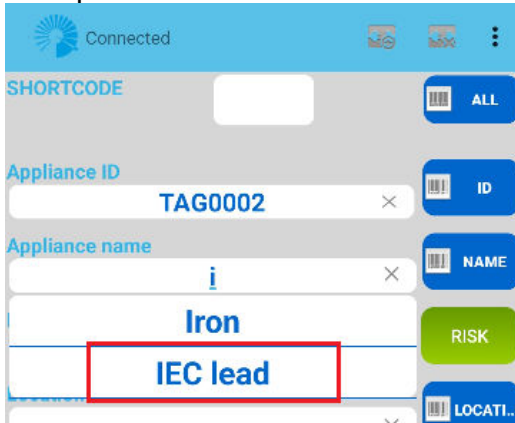 Connected
SHORTCODE
ALL
Appliance ID
TAG0002
ID
Appliance name
i
NAME
Iron
RISK
IEC lead
LOCATI..